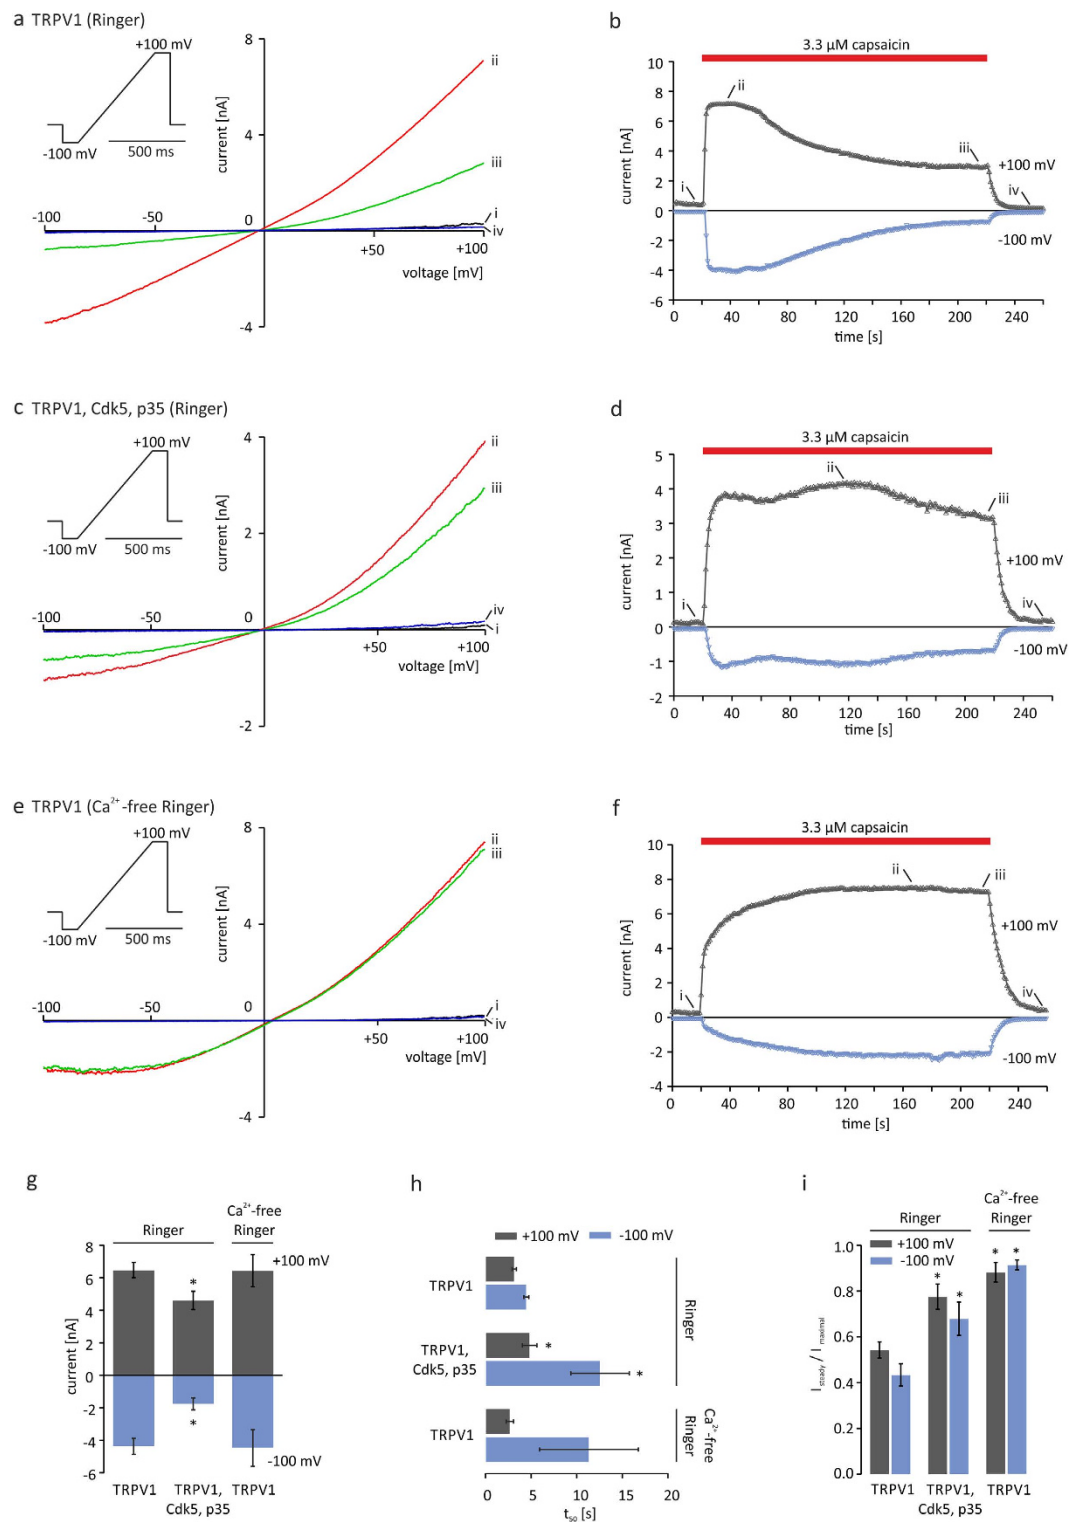 a TRPV1 (Ringer)
+100 mV
-100 mV
500 ms
8
4
0
-4
current [nA]
-100
-50
+50
+100
voltage [mV]
ii
iii
i
iv
b
3.3 µM capsaicin
10
8
6
4
2
0
-2
-4
-6
current [nA]
i
ii
iii
iv
+100 mV
-100 mV
0 40 80 120 160 200 240
time [s]
c TRPV1, Cdk5, p35 (Ringer)
+100 mV
-100 mV
500 ms
4
2
0
-2
current [nA]
-100
-50
+50
+100
voltage [mV]
ii
iii
iv
i
d
3.3 µM capsaicin
5
4
3
2
1
0
-1
-2
current [nA]
i
ii
iii
iv
+100 mV
-100 mV
0 40 80 120 160 200 240
time [s]
e TRPV1 (Ca²⁺-free Ringer)
+100 mV
-100 mV
500 ms
8
4
0
-4
current [nA]
-100
-50
+50
+100
voltage [mV]
ii
iii
i
iv
f
3.3 µM capsaicin
10
8
6
4
2
0
-2
-4
current [nA]
i
ii
iii
iv
+100 mV
-100 mV
0 40 80 120 160 200 240
time [s]
g
Ringer
Ca²⁺-free
Ringer
8
6
4
2
0
-2
-4
-6
current [nA]
+100 mV
-100 mV
*
*
TRPV1
TRPV1,
Cdk5, p35
TRPV1
h
+100 mV
-100 mV
TRPV1
TRPV1,
Cdk5, p35
TRPV1
*
*
Ringer
Ca²⁺-free
Ringer
0 5 10 15 20
t₅₀ [s]
i
Ringer
Ca²⁺-free
Ringer
+100 mV
-100 mV
1.0
0.8
0.6
0.4
0.2
0.0
I steady / I maximal
*
*
*
*
TRPV1
TRPV1,
Cdk5, p35
TRPV1